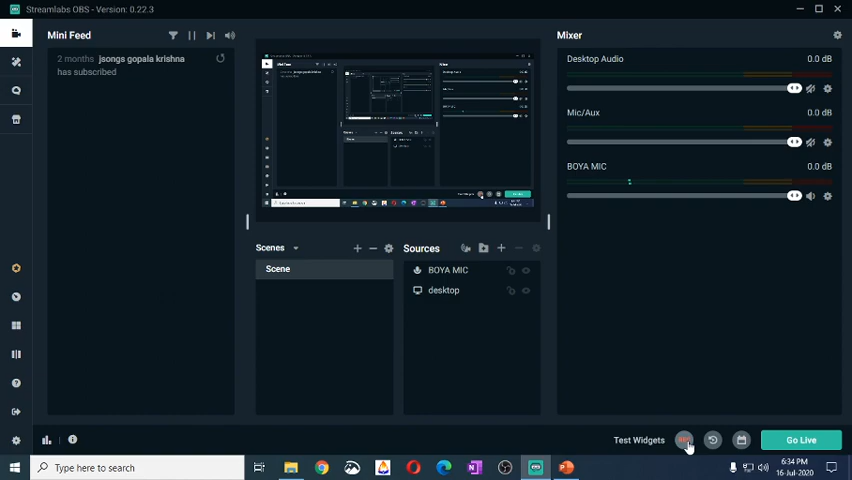 Streamlabs OBS - Version: 0.22.3
Mini Feed
2 months jsongs gopala krishna
has subscribed
Mixer
Desktop Audio 0.0 dB
Mic/Aux 0.0 dB
BOYA MIC 0.0 dB
Scenes
Scene
Sources
BOYA MIC
desktop
Test Widgets
Go Live
Type here to search
6:34 PM
16-Jul-2020